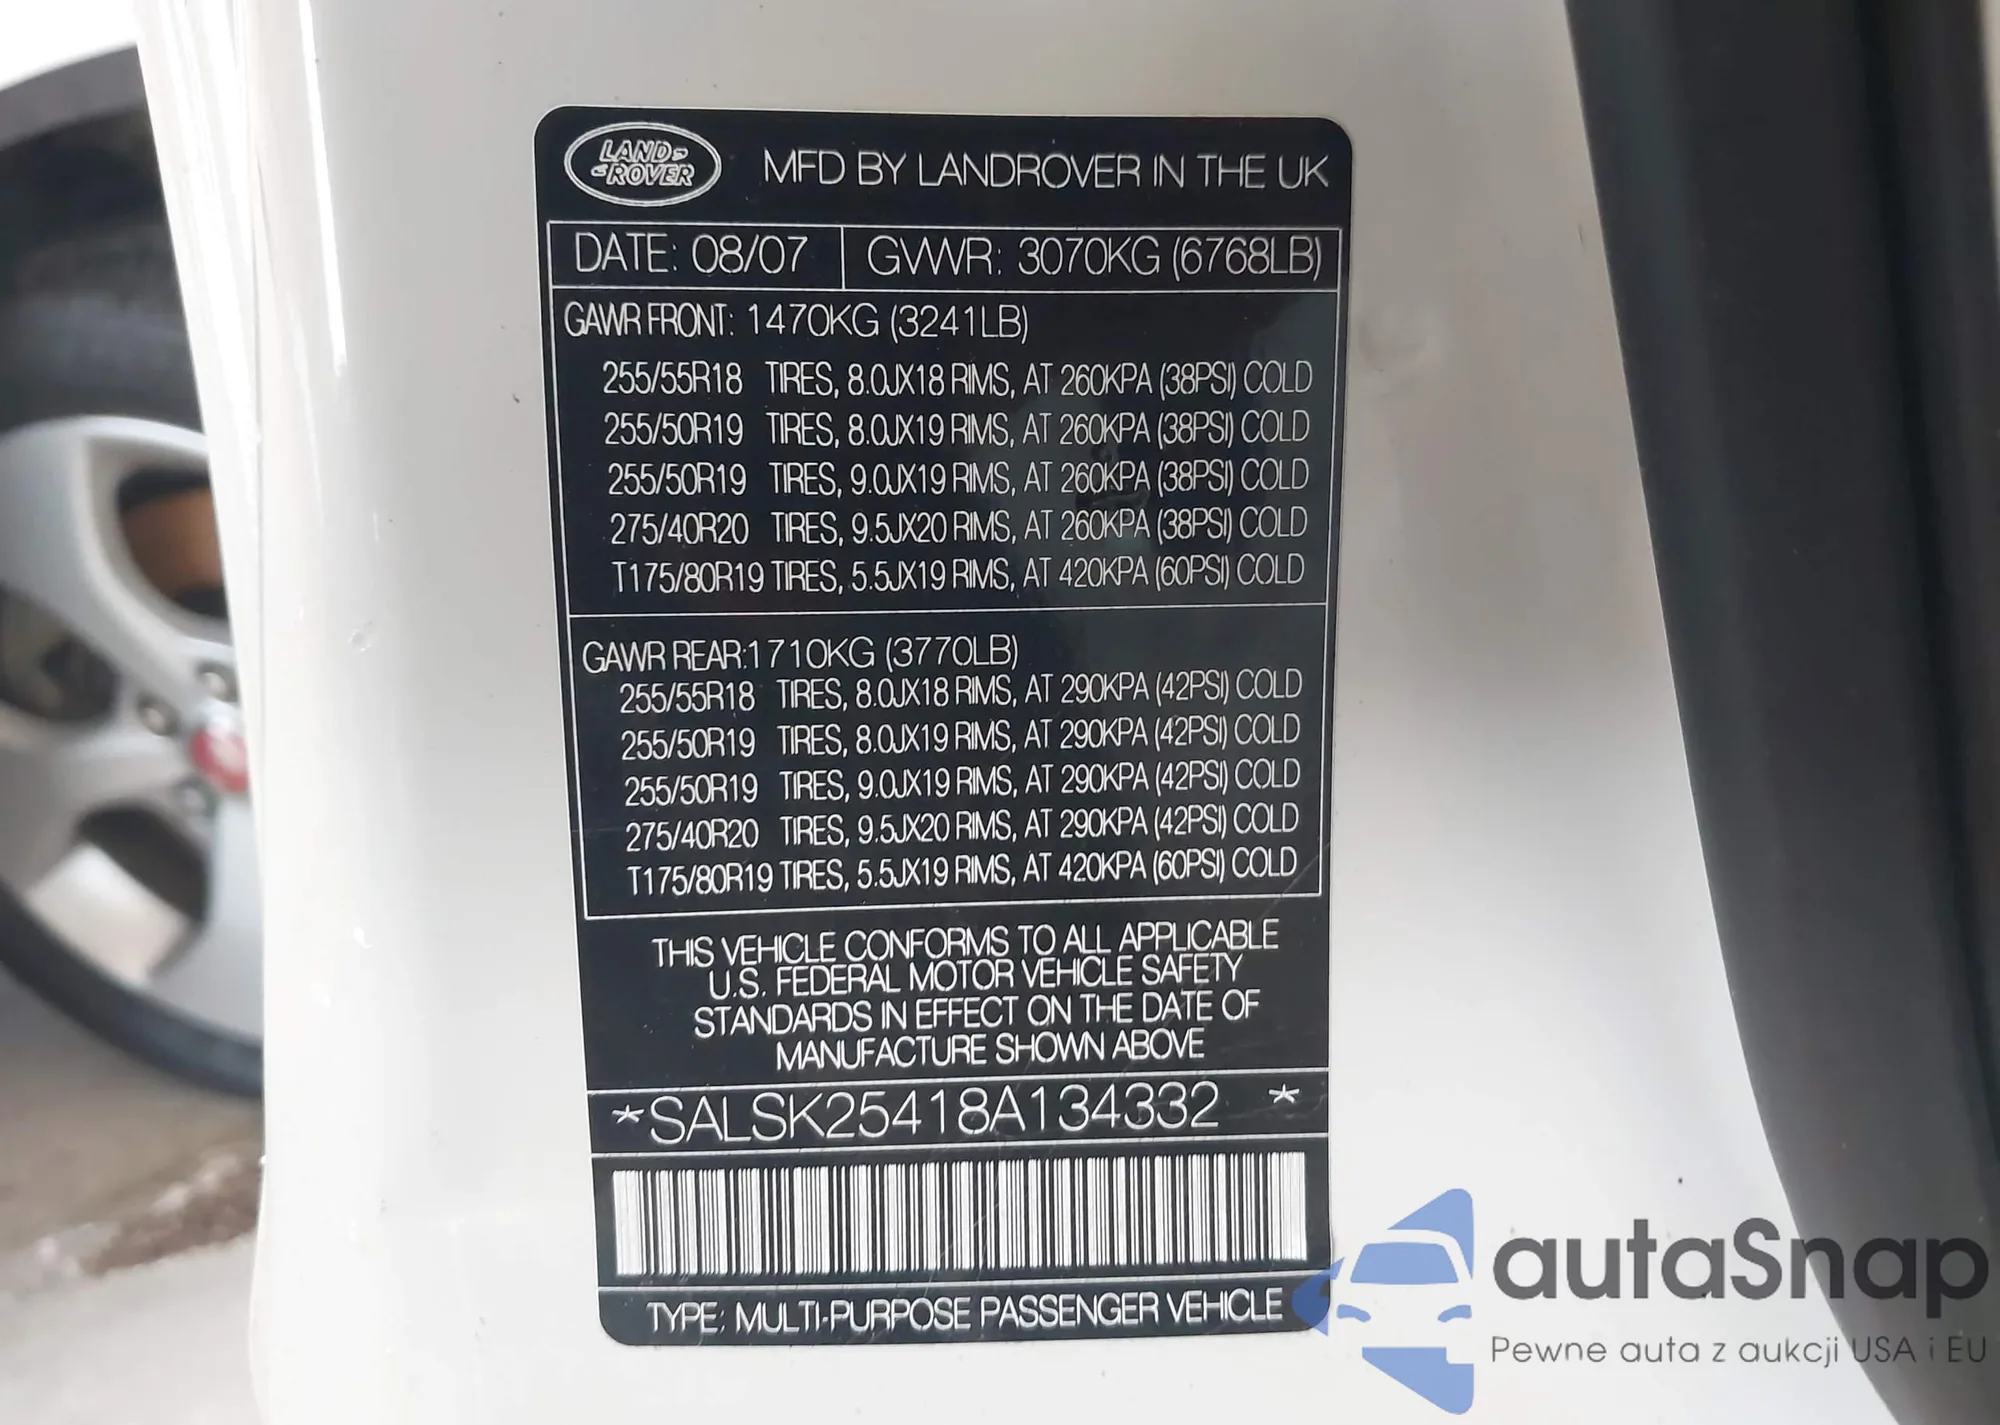 LAND
ROVER
MFD BY LANDROVER IN THE UK
DATE: 08/07 GVWR: 3070KG (6768LB)
GAWR FRONT: 1470KG (3241LB)
255/55R18 TIRES, 8.0JX18 RIMS, AT 260KPA (38PSI) COLD
255/50R19 TIRES, 8.0JX19 RIMS, AT 260KPA (38PSI) COLD
255/50R19 TIRES, 9.0JX19 RIMS, AT 260KPA (38PSI) COLD
275/40R20 TIRES, 9.5JX20 RIMS, AT 260KPA (38PSI) COLD
T175/80R19 TIRES, 5.5JX19 RIMS, AT 420KPA (60PSI) COLD
GAWR REAR:1710KG (3770LB)
255/55R18 TIRES, 8.0JX18 RIMS, AT 290KPA (42PSI) COLD
255/50R19 TIRES, 8.0JX19 RIMS, AT 290KPA (42PSI) COLD
255/50R19 TIRES, 9.0JX19 RIMS, AT 290KPA (42PSI) COLD
275/40R20 TIRES, 9.5JX20 RIMS, AT 290KPA (42PSI) COLD
T175/80R19 TIRES, 5.5JX19 RIMS, AT 420KPA (60PSI) COLD
THIS VEHICLE CONFORMS TO ALL APPLICABLE
U.S. FEDERAL MOTOR VEHICLE SAFETY
STANDARDS IN EFFECT ON THE DATE OF
MANUFACTURE SHOWN ABOVE
*SALSK25418A134332 *
TYPE: MULTI-PURPOSE PASSENGER VEHICLE
autaSnap
Pewne auta z aukcji USA i EU